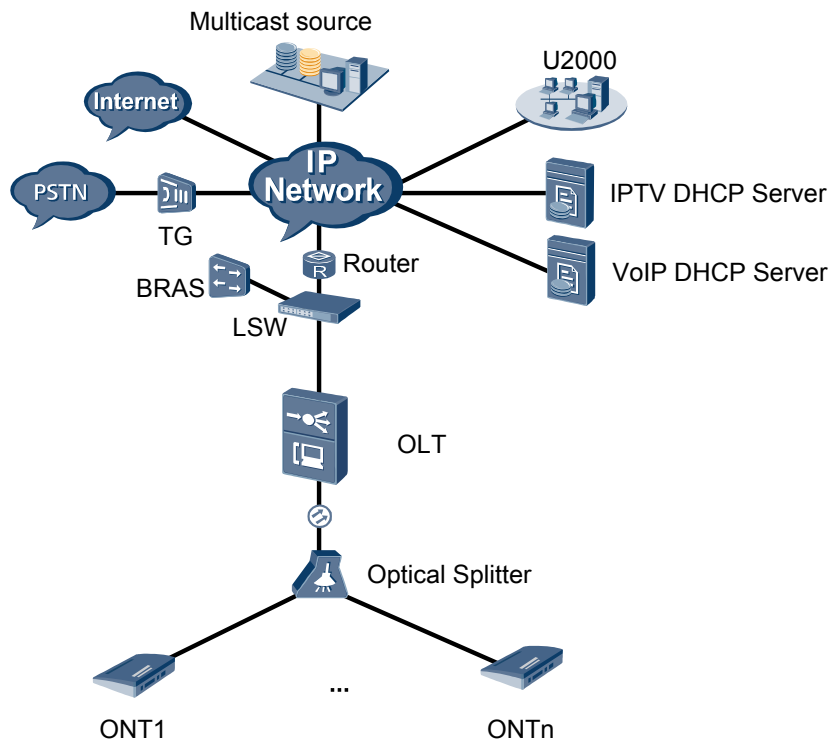 Multicast source
U2000
Internet
IP
Network
PSTN
IPTV DHCP Server
TG
Router
VoIP DHCP Server
R
BRAS
LSW
OLT
Optical Splitter
...
ONT1
ONTn